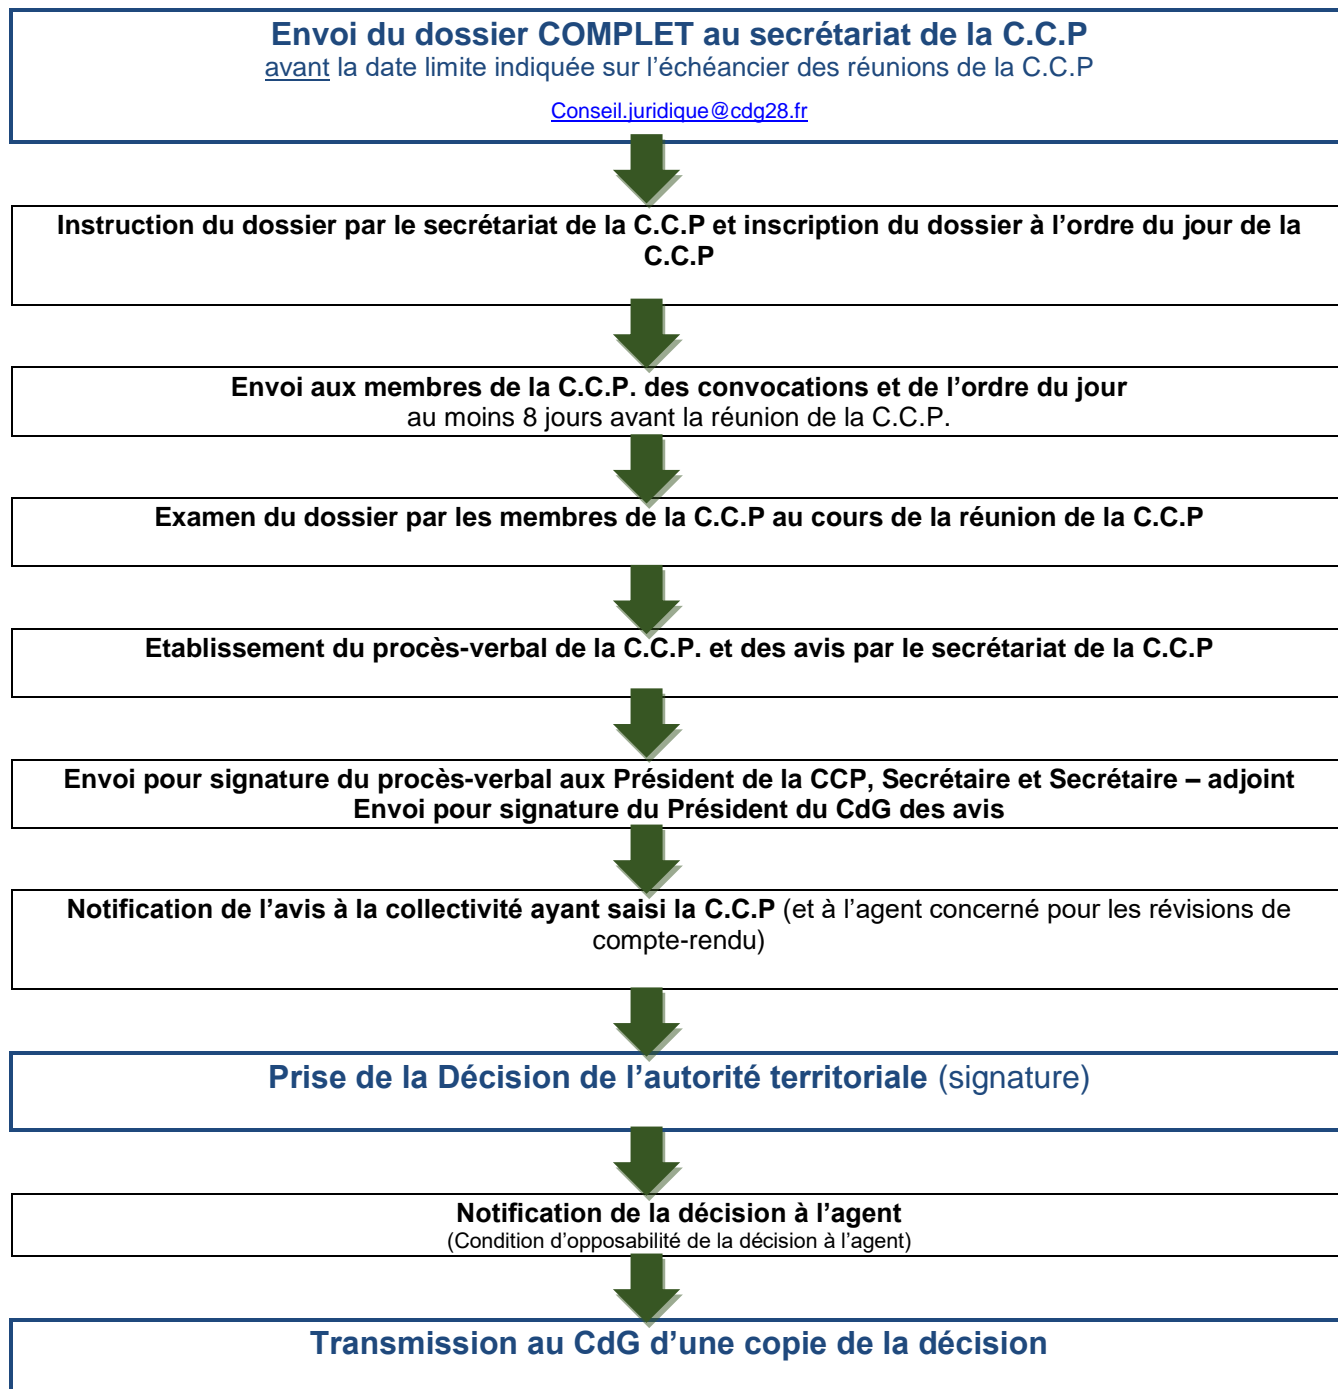 Envoi du dossier COMPLET au secrétariat de la C.C.P
avant la date limite indiquée sur l’échéancier des réunions de la C.C.P
Conseil.juridique@cdg28.fr
Instruction du dossier par le secrétariat de la C.C.P et inscription du dossier à l’ordre du jour de la
C.C.P
Envoi aux membres de la C.C.P. des convocations et de l’ordre du jour
au moins 8 jours avant la réunion de la C.C.P.
Examen du dossier par les membres de la C.C.P au cours de la réunion de la C.C.P
Etablissement du procès-verbal de la C.C.P. et des avis par le secrétariat de la C.C.P
Envoi pour signature du procès-verbal aux Président de la CCP, Secrétaire et Secrétaire – adjoint
Envoi pour signature du Président du CdG des avis
Notification de l’avis à la collectivité ayant saisi la C.C.P (et à l’agent concerné pour les révisions de
compte-rendu)
Prise de la Décision de l’autorité territoriale (signature)
Notification de la décision à l’agent
(Condition d’opposabilité de la décision à l’agent)
Transmission au CdG d’une copie de la décision